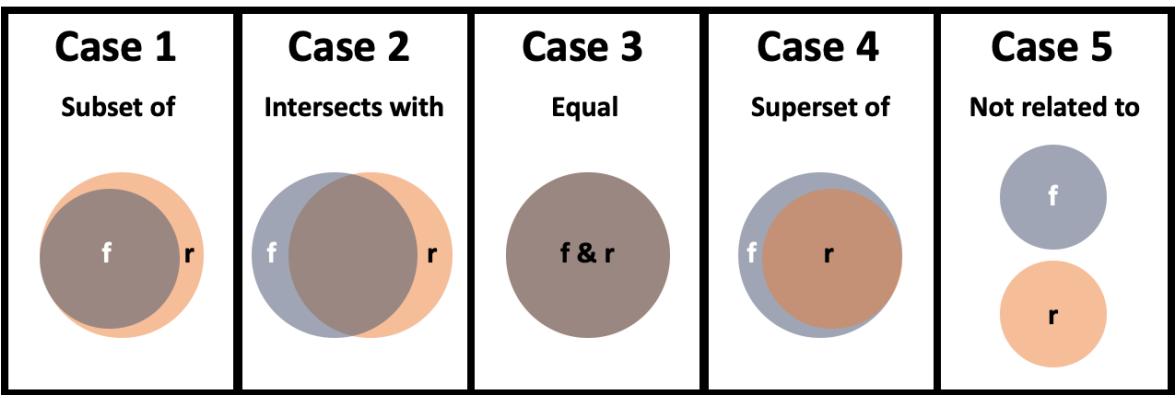 Case 1
Subset of
f
r
Case 2
Intersects with
f
r
Case 3
Equal
f & r
Case 4
Superset of
f
r
Case 5
Not related to
f
r